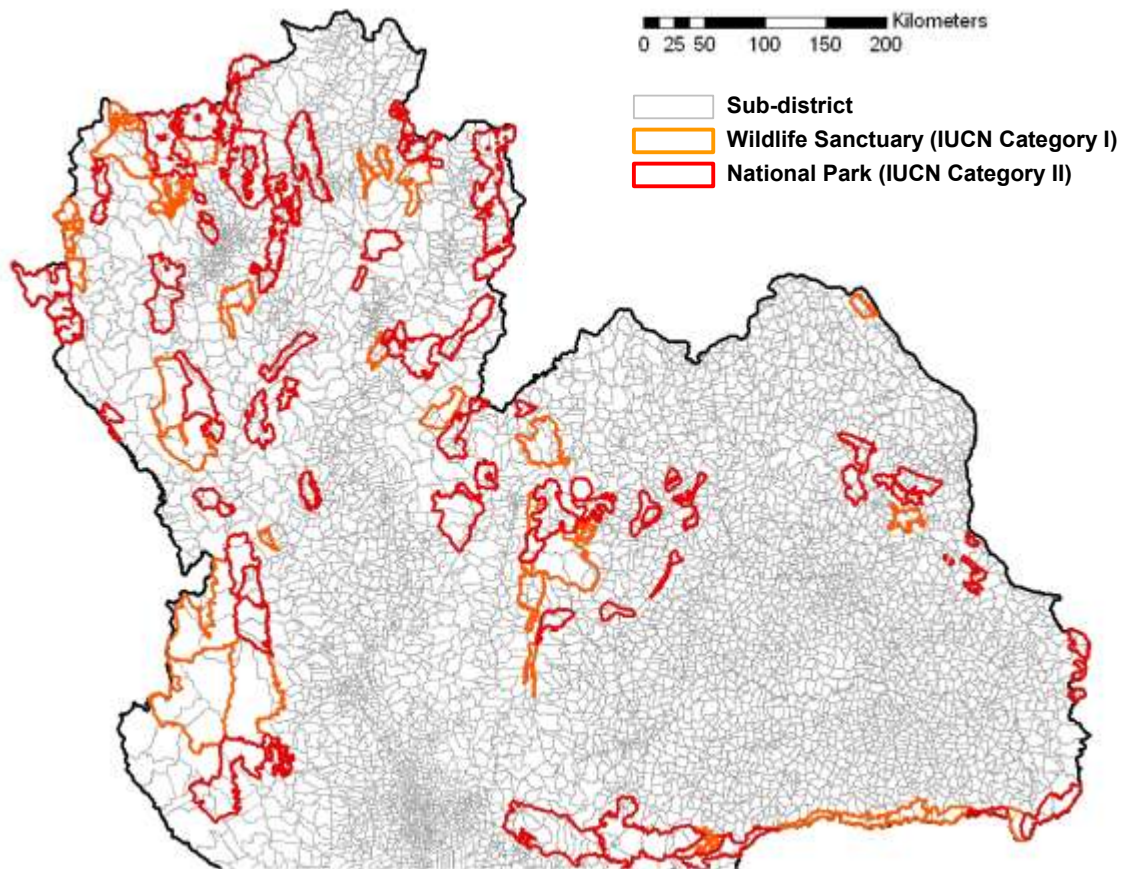 Kilometers
0 25 50 100 150 200
Sub-district
Wildlife Sanctuary (IUCN Category I)
National Park (IUCN Category II)